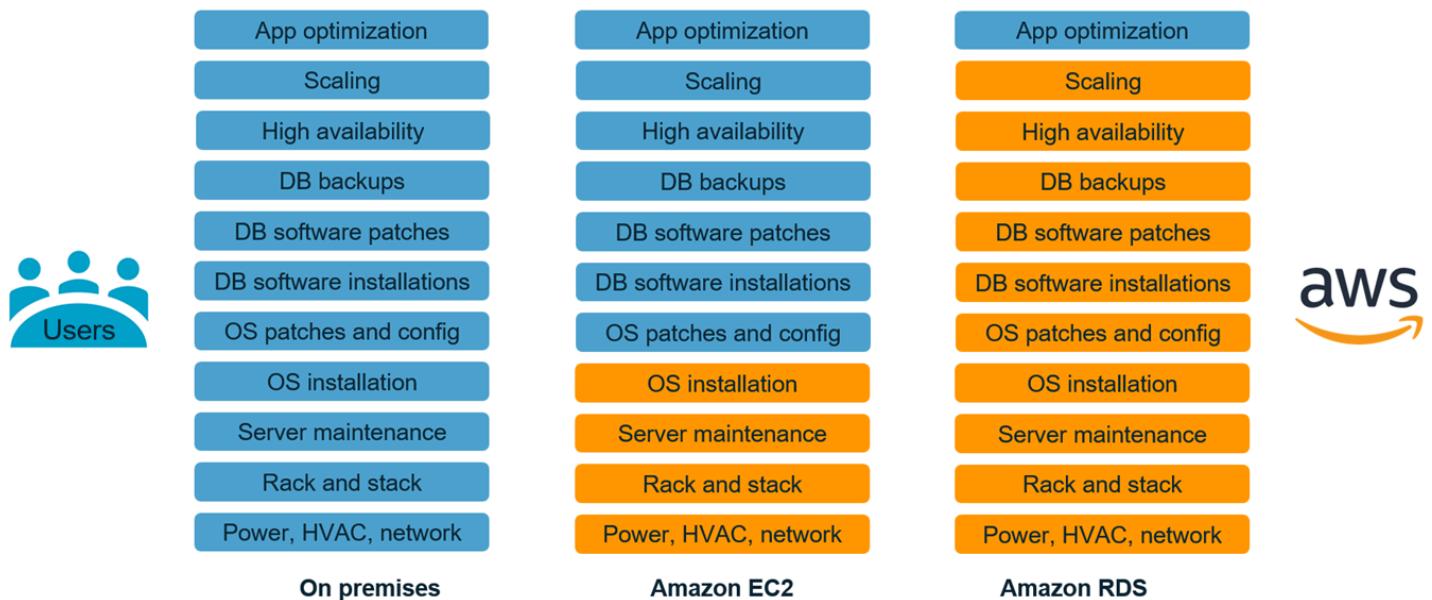 App optimization
App optimization
App optimization
Scaling
Scaling
Scaling
High availability
High availability
High availability
DB backups
DB backups
DB backups
DB software patches
DB software patches
DB software patches
DB software installations
DB software installations
DB software installations
Users
aws
OS patches and config
OS patches and config
OS patches and config
OS installation
OS installation
OS installation
Server maintenance
Server maintenance
Server maintenance
Rack and stack
Rack and stack
Rack and stack
Power, HVAC, network
Power, HVAC, network
Power, HVAC, network
On premises
Amazon EC2
Amazon RDS